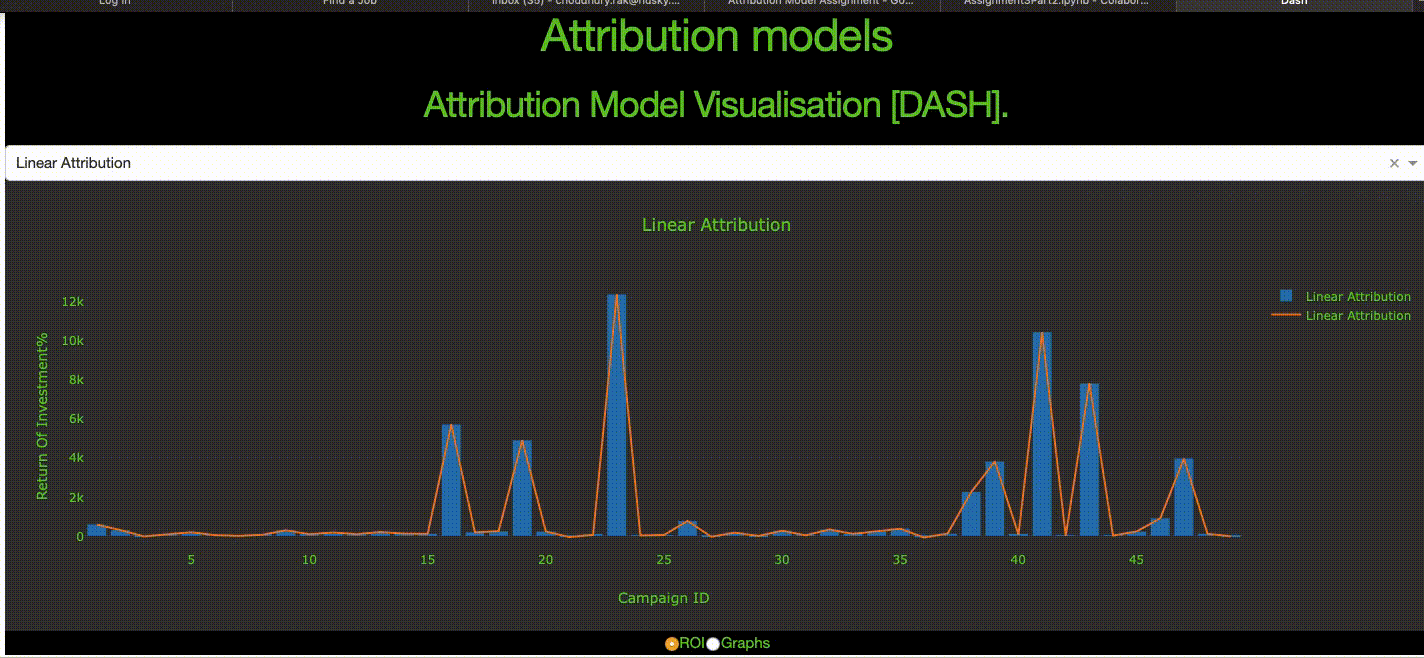 Log In Find a Job Inbox (35) - choudhury.rak@husky.... Attribution Model Assignment - Go... Assignment3Part2.ipynb - Colabor... Dash
Attribution models
Attribution Model Visualisation [DASH].
Linear Attribution
Linear Attribution
Linear Attribution
Linear Attribution
Return Of Investment%
12k
10k
8k
6k
4k
2k
0
5 10 15 20 25 30 35 40 45
Campaign ID
ROI Graphs